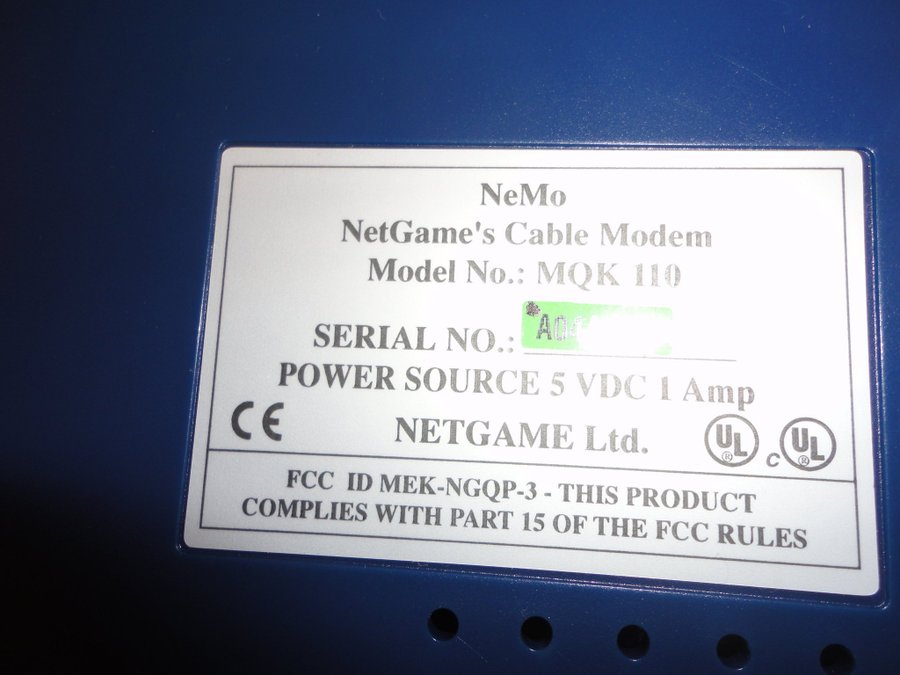 NeMo
NetGame's Cable Modem
Model No.: MQK 110
SERIAL NO.:
POWER SOURCE 5 VDC 1 Amp
CE NETGAME Ltd. UL ® c UL ®
FCC ID MEK-NGQP-3 - THIS PRODUCT
COMPLIES WITH PART 15 OF THE FCC RULES